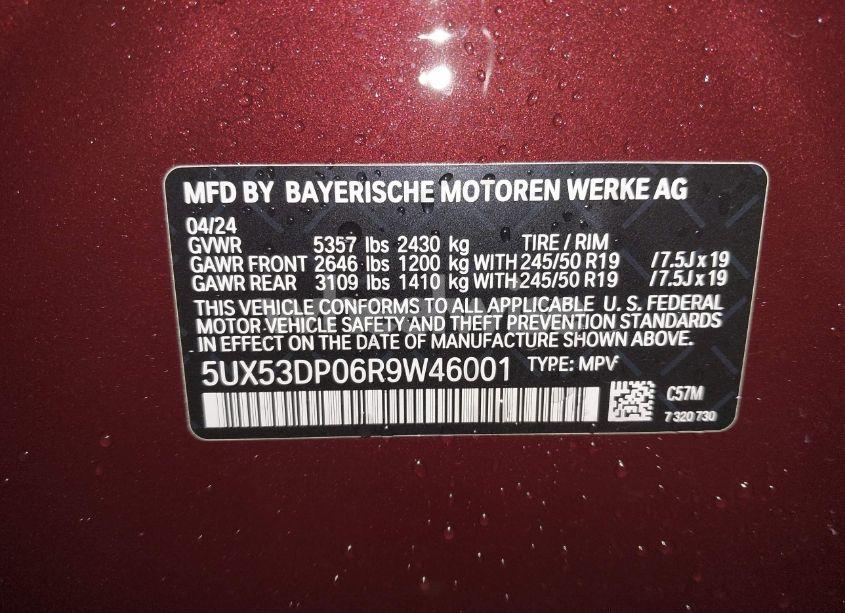 MFD BY BAYERISCHE MOTOREN WERKE AG
04/24
GVWR 5357 lbs 2430 kg TIRE / RIM
GAWR FRONT 2646 lbs 1200 kg WITH 245/50 R19 /7.5J x 19
GAWR REAR 3109 lbs 1410 kg WITH 245/50 R19 /7.5J x 19
THIS VEHICLE CONFORMS TO ALL APPLICABLE U. S. FEDERAL
MOTOR VEHICLE SAFETY AND THEFT PREVENTION STANDARDS
IN EFFECT ON THE DATE OF MANUFACTURE SHOWN ABOVE.
5UX53DP06R9W46001 TYPE: MPV
C57M
7 320 730